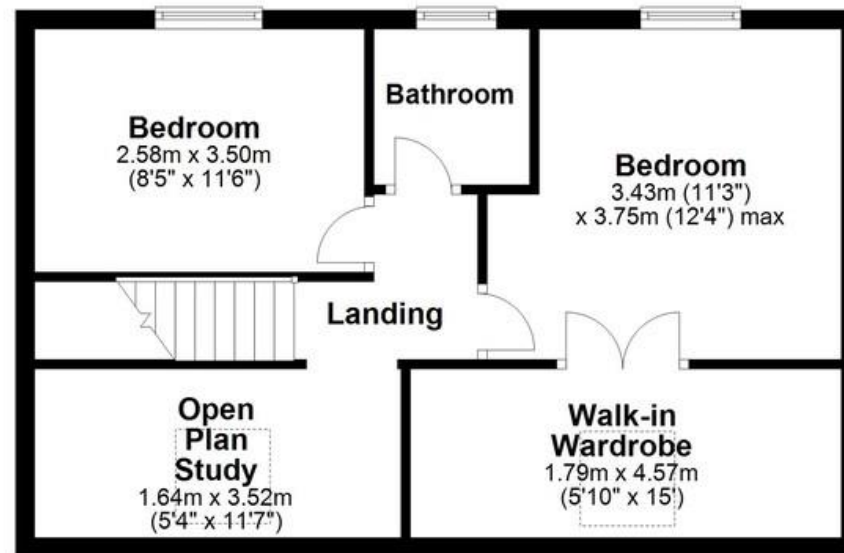 Bathroom
Bedroom
2.58m x 3.50m
(8'5" x 11'6")
Bedroom
3.43m (11'3")
x 3.75m (12'4") max
Landing
Open
Plan
Study
1.64m x 3.52m
(5'4" x 11'7")
Walk-in
Wardrobe
1.79m x 4.57m
(5'10" x 15')